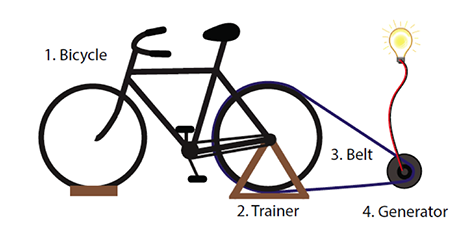 1. Bicycle
3. Belt
2. Trainer
4. Generator